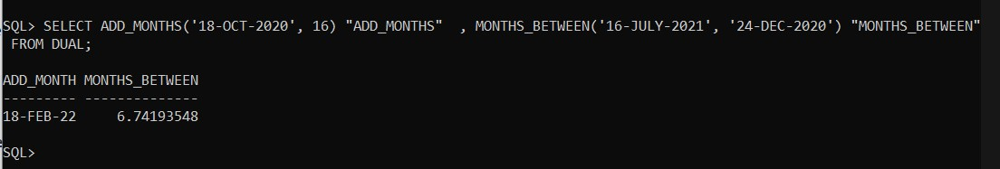 SQL> SELECT ADD_MONTHS('18-OCT-2020', 16) "ADD_MONTHS"  , MONTHS_BETWEEN('16-JULY-2021', '24-DEC-2020') "MONTHS_BETWEEN"
 FROM DUAL;
ADD_MONTH MONTHS_BETWEEN
--------- --------------
18-FEB-22     6.74193548
SQL>